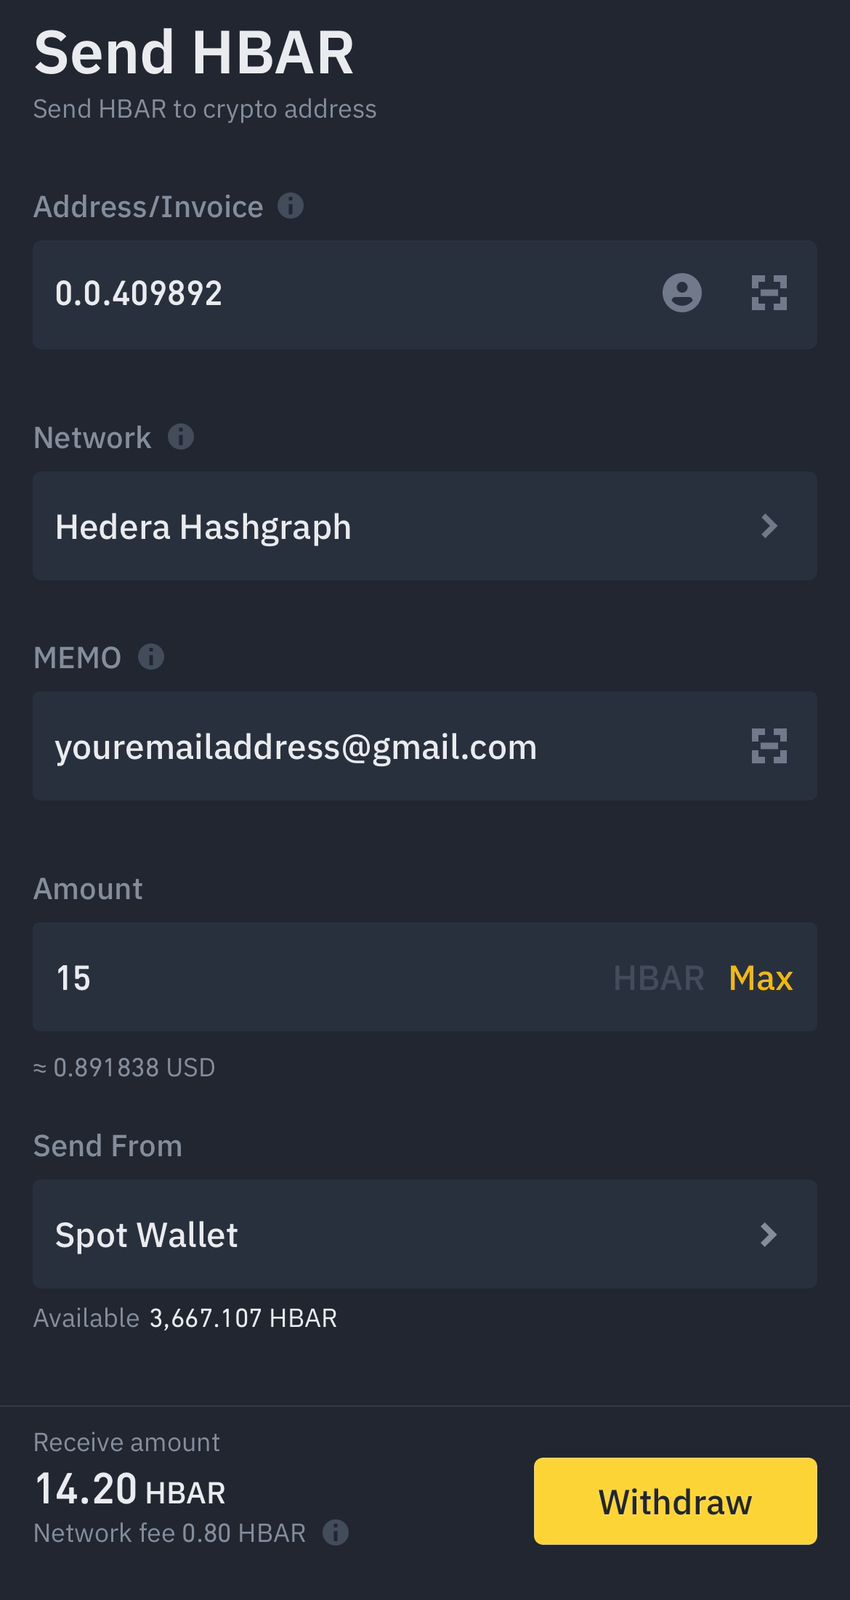 Send HBAR
Send HBAR to crypto address
Address/Invoice
0.0.409892
Network
Hedera Hashgraph
MEMO
youremailaddress@gmail.com
Amount
15 HBAR Max
≈ 0.891838 USD
Send From
Spot Wallet
Available 3,667.107 HBAR
Receive amount
14.20 HBAR
Network fee 0.80 HBAR
Withdraw